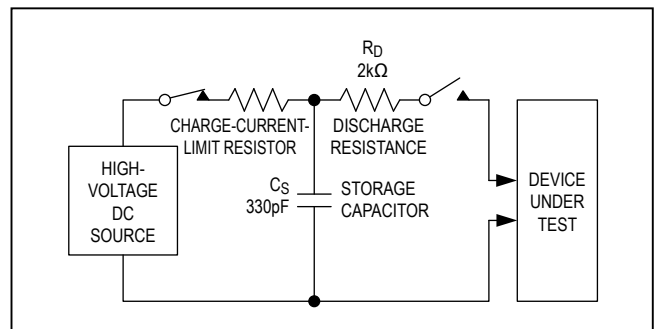 R_D
2kΩ
CHARGE-CURRENT-
LIMIT RESISTOR
DISCHARGE
RESISTANCE
HIGH-
VOLTAGE
DC
SOURCE
C_S
330pF
STORAGE
CAPACITOR
DEVICE
UNDER
TEST